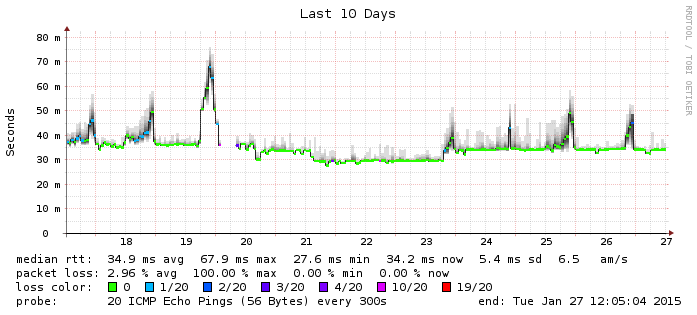 Last 10 Days
RRDTOOL / TOBI OETIKER
Seconds
80 m
70 m
60 m
50 m
40 m
30 m
20 m
10 m
0
18 19 20 21 22 23 24 25 26 27
median rtt: 34.9 ms avg 67.9 ms max 27.6 ms min 34.2 ms now 5.4 ms sd 6.5 am/s
packet loss: 2.96 % avg 100.00 % max 0.00 % min 0.00 % now
loss color: 0 1/20 2/20 3/20 4/20 10/20 19/20
probe: 20 ICMP Echo Pings (56 Bytes) every 300s end: Tue Jan 27 12:05:04 2015